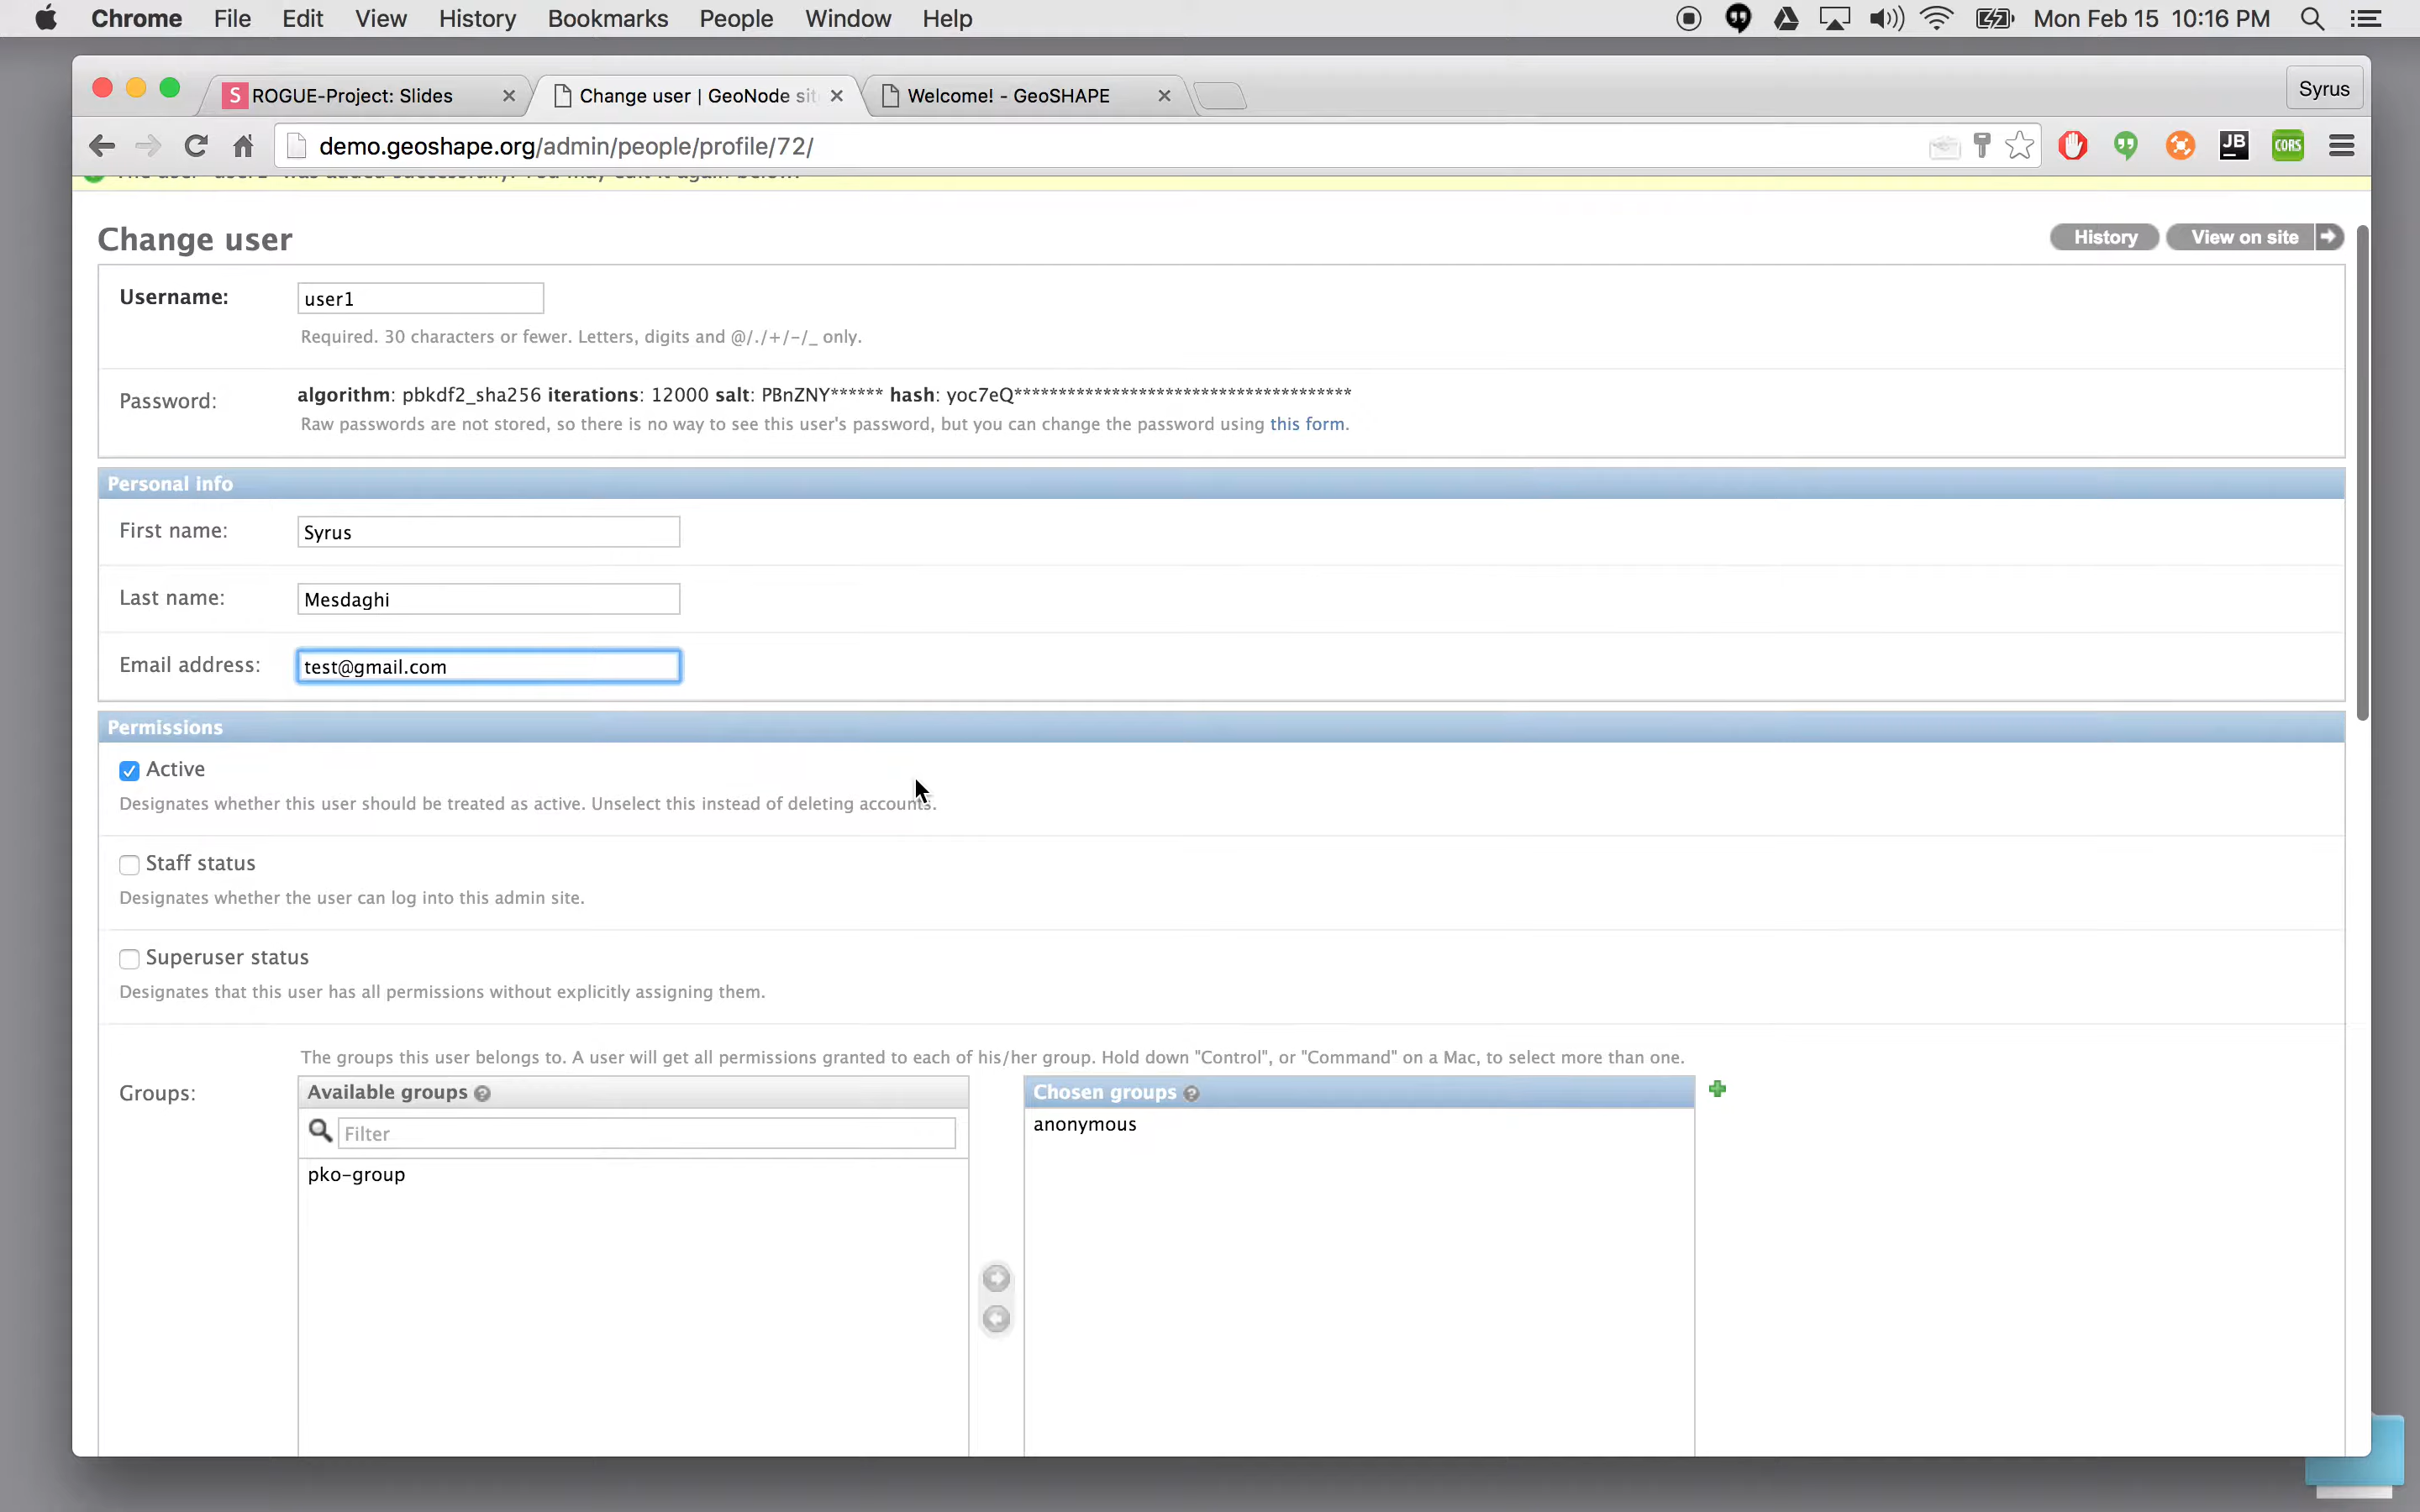 Chrome File Edit View History Bookmarks People Window Help Mon Feb 15 10:16 PM
S ROGUE-Project: Slides Change user | GeoNode sit Welcome! - GeoSHAPE Syrus
demo.geoshape.org/admin/people/profile/72/ JB CORS
Change user History View on site
Username: user1
Required. 30 characters or fewer. Letters, digits and @/./+/-/_ only.
Password: algorithm: pbkdf2_sha256 iterations: 12000 salt: PBnZNY****** hash: yoc7eQ**************************************
Raw passwords are not stored, so there is no way to see this user's password, but you can change the password using this form.
Personal info
First name: Syrus
Last name: Mesdaghi
Email address: test@gmail.com
Permissions
Active
Designates whether this user should be treated as active. Unselect this instead of deleting accounts.
Staff status
Designates whether the user can log into this admin site.
Superuser status
Designates that this user has all permissions without explicitly assigning them.
The groups this user belongs to. A user will get all permissions granted to each of his/her group. Hold down "Control", or "Command" on a Mac, to select more than one.
Groups: Available groups ? Chosen groups ?
Filter anonymous
pko-group